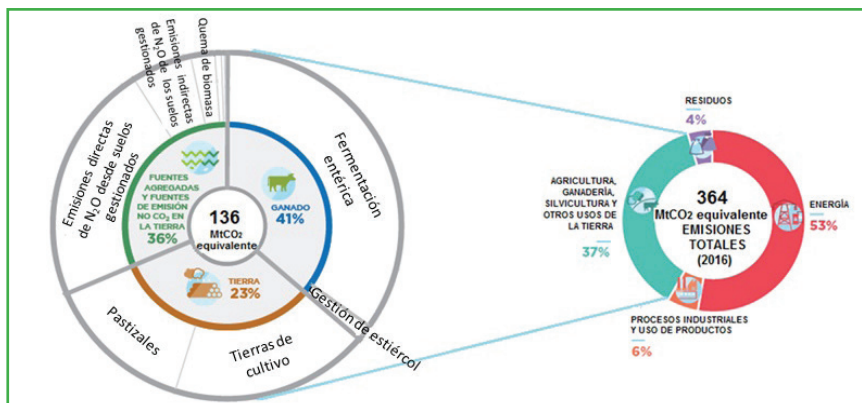 Emisiones directas
de N₂O desde suelos
gestionados
Emisiones indirectas
de N₂O de los suelos
gestionados
Quema de biomasa
Fermentación
entérica
Gestión de estiércol
Tierras de
cultivo
Pastizales
FUENTES
AGREGADAS Y
FUENTES
DE EMISIÓN
NO CO₂ EN
LA TIERRA
36%
GANADO
41%
136
MtCO₂
equivalente
TIERRA
23%
RESIDUOS
4%
AGRICULTURA,
GANADERÍA,
SILVICULTURA Y
OTROS USOS DE
LA TIERRA
37%
364
MtCO₂ equivalente
EMISIONES
TOTALES
(2016)
ENERGÍA
53%
PROCESOS INDUSTRIALES
Y USO DE PRODUCTOS
6%